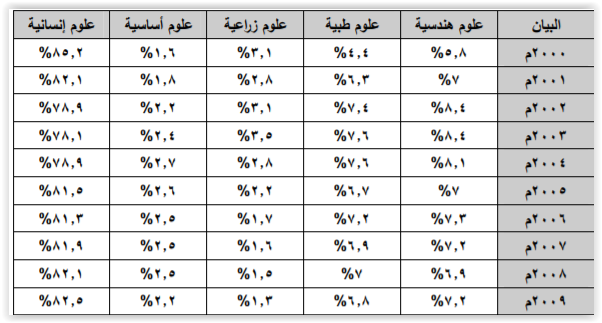 البيان علوم هندسية علوم طبية علوم زراعية علوم أساسية علوم إنسانية
٢٠٠٠م %٥,٨ %٤,٤ %٣,١ %١,٦ %٨٥,٢
٢٠٠١م %٧ %٦,٣ %٢,٨ %١,٨ %٨٢,١
٢٠٠٢م %٨,٤ %٧,٤ %٣,١ %٢,٢ %٧٨,٩
٢٠٠٣م %٨,٤ %٧,٦ %٣,٥ %٢,٤ %٧٨,١
٢٠٠٤م %٨,١ %٧,٦ %٢,٨ %٢,٧ %٧٨,٩
٢٠٠٥م %٧ %٦,٧ %٢,٢ %٢,٦ %٨١,٥
٢٠٠٦م %٧,٣ %٧,٢ %١,٧ %٢,٥ %٨١,٣
٢٠٠٧م %٧,٢ %٦,٩ %١,٦ %٢,٥ %٨١,٩
٢٠٠٨م %٦,٩ %٧ %١,٥ %٢,٥ %٨٢,١
٢٠٠٩م %٧,٢ %٦,٨ %١,٣ %٢,٢ %٨٢,٥